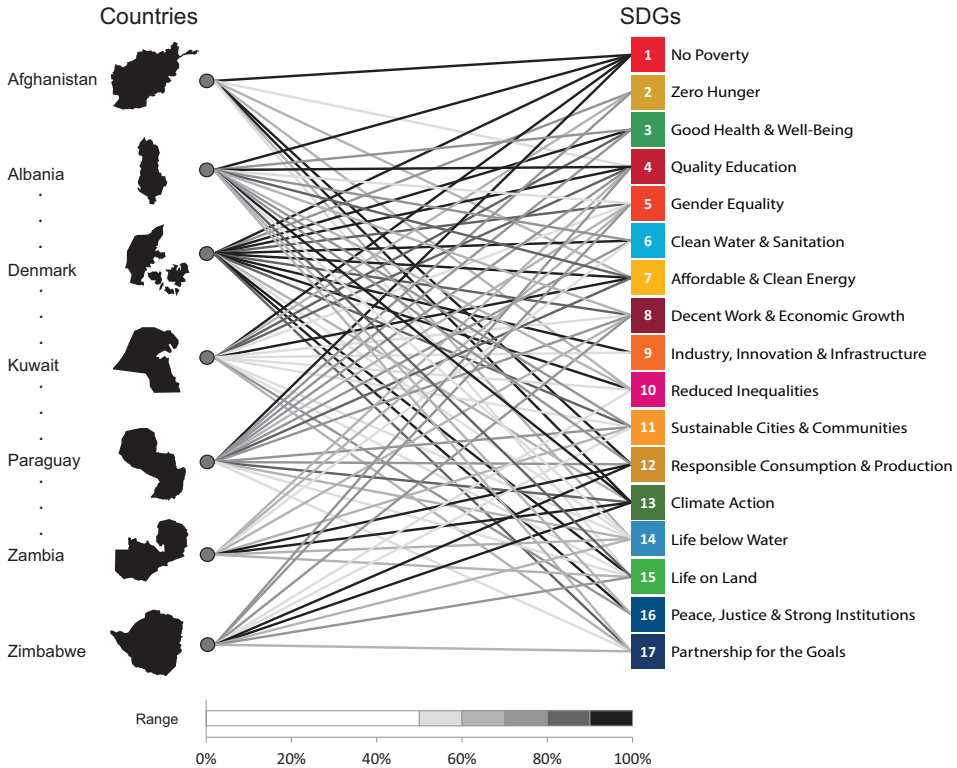 Countries
SDGs
Afghanistan
Albania
.
.
Denmark
.
.
Kuwait
.
.
Paraguay
.
.
Zambia
Zimbabwe
1 No Poverty
2 Zero Hunger
3 Good Health & Well-Being
4 Quality Education
5 Gender Equality
6 Clean Water & Sanitation
7 Affordable & Clean Energy
8 Decent Work & Economic Growth
9 Industry, Innovation & Infrastructure
10 Reduced Inequalities
11 Sustainable Cities & Communities
12 Responsible Consumption & Production
13 Climate Action
14 Life below Water
15 Life on Land
16 Peace, Justice & Strong Institutions
17 Partnership for the Goals
Range
0% 20% 40% 60% 80% 100%